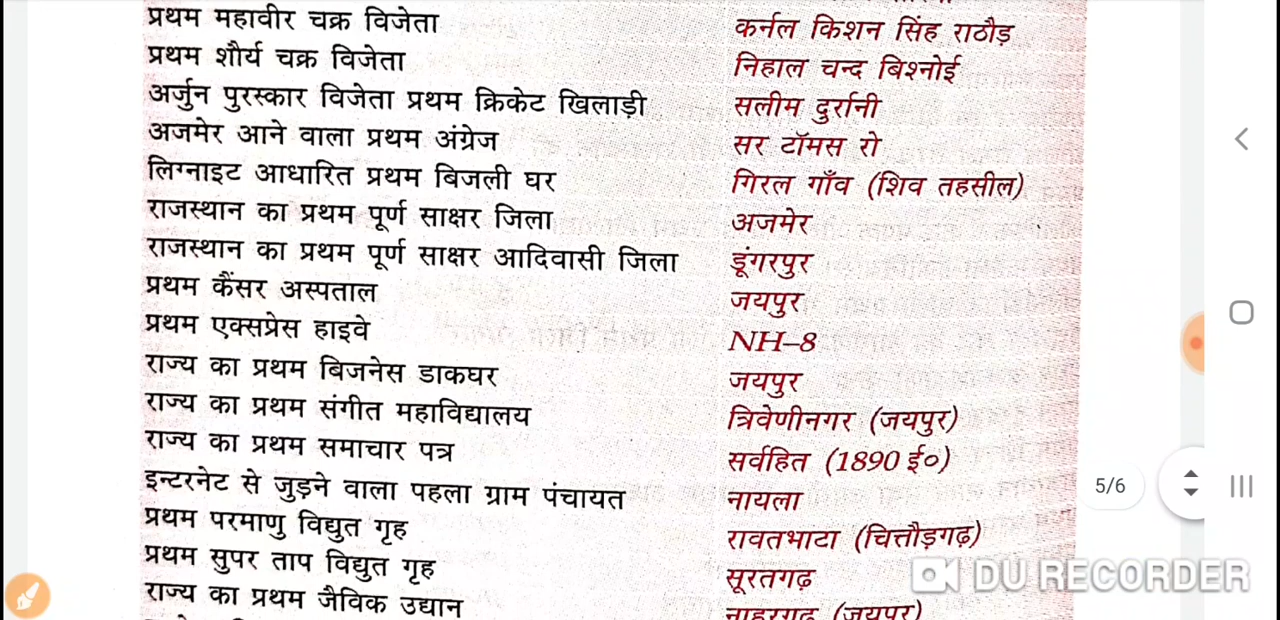 प्रथम महावीर चक्र विजेता कर्नल किशन सिंह राठौड़
प्रथम शौर्य चक्र विजेता निहाल चन्द बिश्नोई
अर्जुन पुरस्कार विजेता प्रथम क्रिकेट खिलाड़ी सलीम दुर्रानी
अजमेर आने वाला प्रथम अंग्रेज सर टॉमस रो
लिग्नाइट आधारित प्रथम बिजली घर गिरल गाँव (शिव तहसील)
राजस्थान का प्रथम पूर्ण साक्षर जिला अजमेर
राजस्थान का प्रथम पूर्ण साक्षर आदिवासी जिला डूंगरपुर
प्रथम कैंसर अस्पताल जयपुर
प्रथम एक्सप्रेस हाइवे NH–8
राज्य का प्रथम बिजनेस डाकघर जयपुर
राज्य का प्रथम संगीत महाविद्यालय त्रिवेणीनगर (जयपुर)
राज्य का प्रथम समाचार पत्र सर्वहित (1890 ई०)
इन्टरनेट से जुड़ने वाला पहला ग्राम पंचायत नायला
प्रथम परमाणु विद्युत गृह रावतभाटा (चित्तौड़गढ़)
प्रथम सुपर ताप विद्युत गृह सूरतगढ़
राज्य का प्रथम जैविक उद्यान नाहरगढ़ (जयपुर)
5/6
DU RECORDER